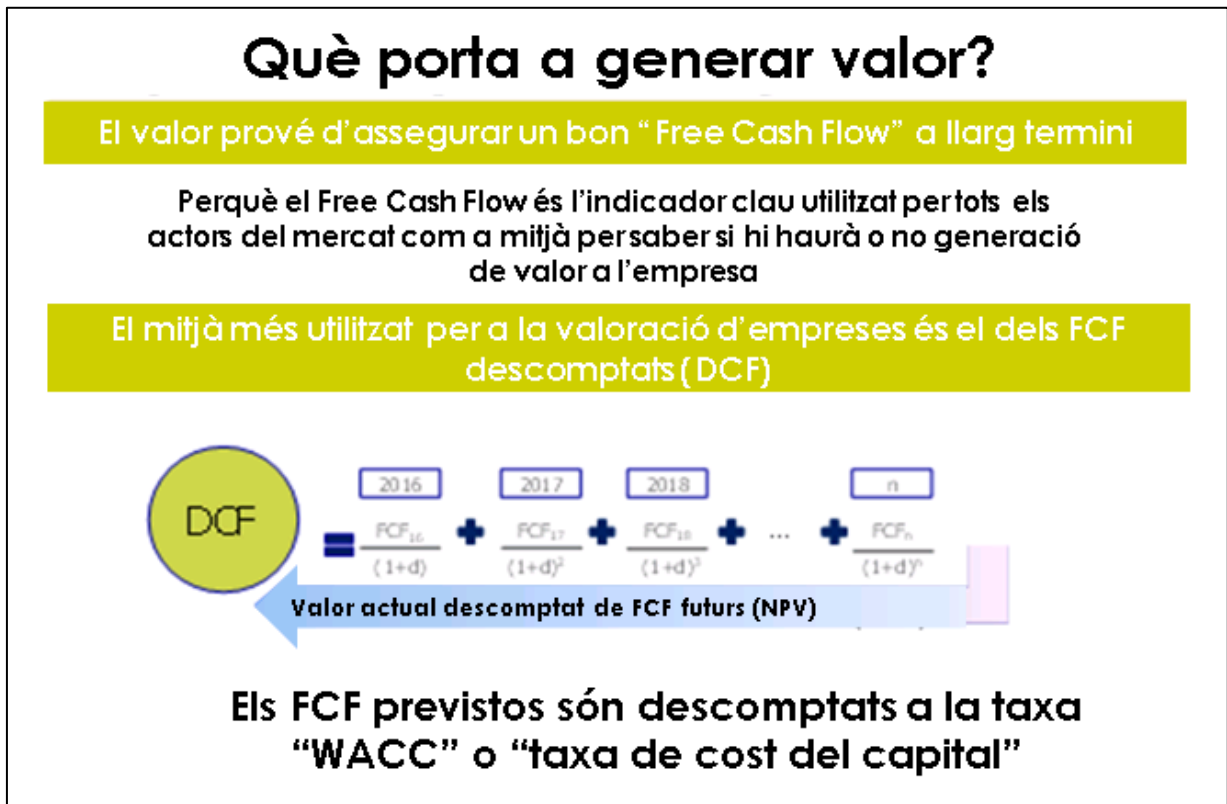 Què porta a generar valor?
El valor prové d'assegurar un bon "Free Cash Flow" a llarg termini
Perquè el Free Cash Flow és l'indicador clau utilitzat per tots els
actors del mercat com a mitjà per saber si hi haurà o no generació
de valor a l'empresa
El mitjà més utilitzat per a la valoració d'empreses és el dels FCF
descomptats (DCF)
2016 2017 2018 n
DCF = FCF₁₆ + FCF₁₇ + FCF₁₈ + ... + FCFₙ
(1+d) (1+d)² (1+d)³ (1+d)ⁿ
Valor actual descomptat de FCF futurs (NPV)
Els FCF previstos són descomptats a la taxa
"WACC" o "taxa de cost del capital"